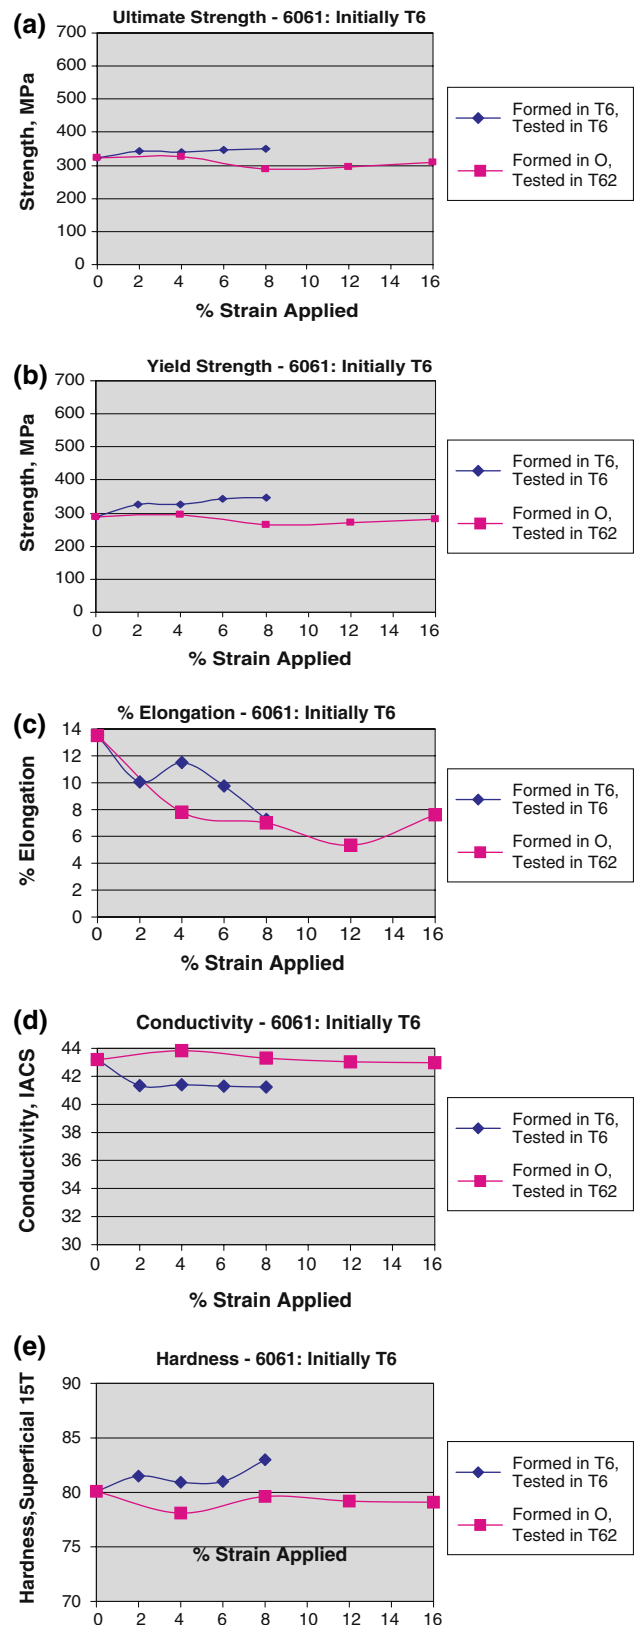 (a)
Ultimate Strength - 6061: Initially T6
Strength, MPa
700
600
500
400
300
200
100
0
0 2 4 6 8 10 12 14 16
% Strain Applied
Formed in T6,
Tested in T6
Formed in O,
Tested in T62
(b)
Yield Strength - 6061: Initially T6
Strength, MPa
700
600
500
400
300
200
100
0
0 2 4 6 8 10 12 14 16
% Strain Applied
Formed in T6,
Tested in T6
Formed in O,
Tested in T62
(c)
% Elongation - 6061: Initially T6
% Elongation
14
12
10
8
6
4
2
0
0 2 4 6 8 10 12 14 16
% Strain Applied
Formed in T6,
Tested in T6
Formed in O,
Tested in T62
(d)
Conductivity - 6061: Initially T6
Conductivity, IACS
44
42
40
38
36
34
32
30
0 2 4 6 8 10 12 14 16
% Strain Applied
Formed in T6,
Tested in T6
Formed in O,
Tested in T62
(e)
Hardness - 6061: Initially T6
Hardness,Superficial 15T
90
85
80
75
70
% Strain Applied
0 2 4 6 8 10 12 14 16
Formed in T6,
Tested in T6
Formed in O,
Tested in T62